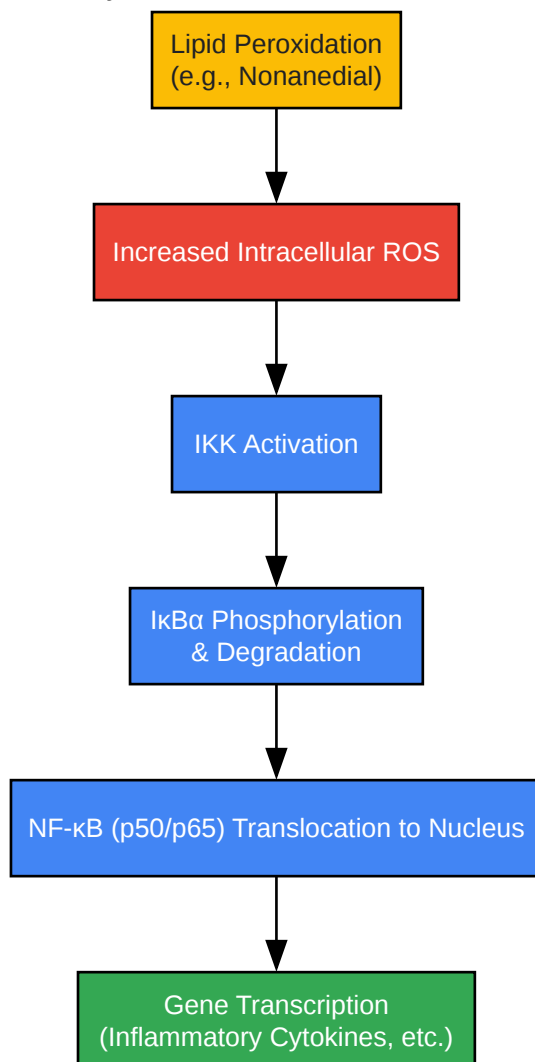 Lipid Peroxidation
(e.g., Nonanedial)
Increased Intracellular ROS
IKK Activation
IκBα Phosphorylation
& Degradation
NF-κB (p50/p65) Translocation to Nucleus
Gene Transcription
(Inflammatory Cytokines, etc.)